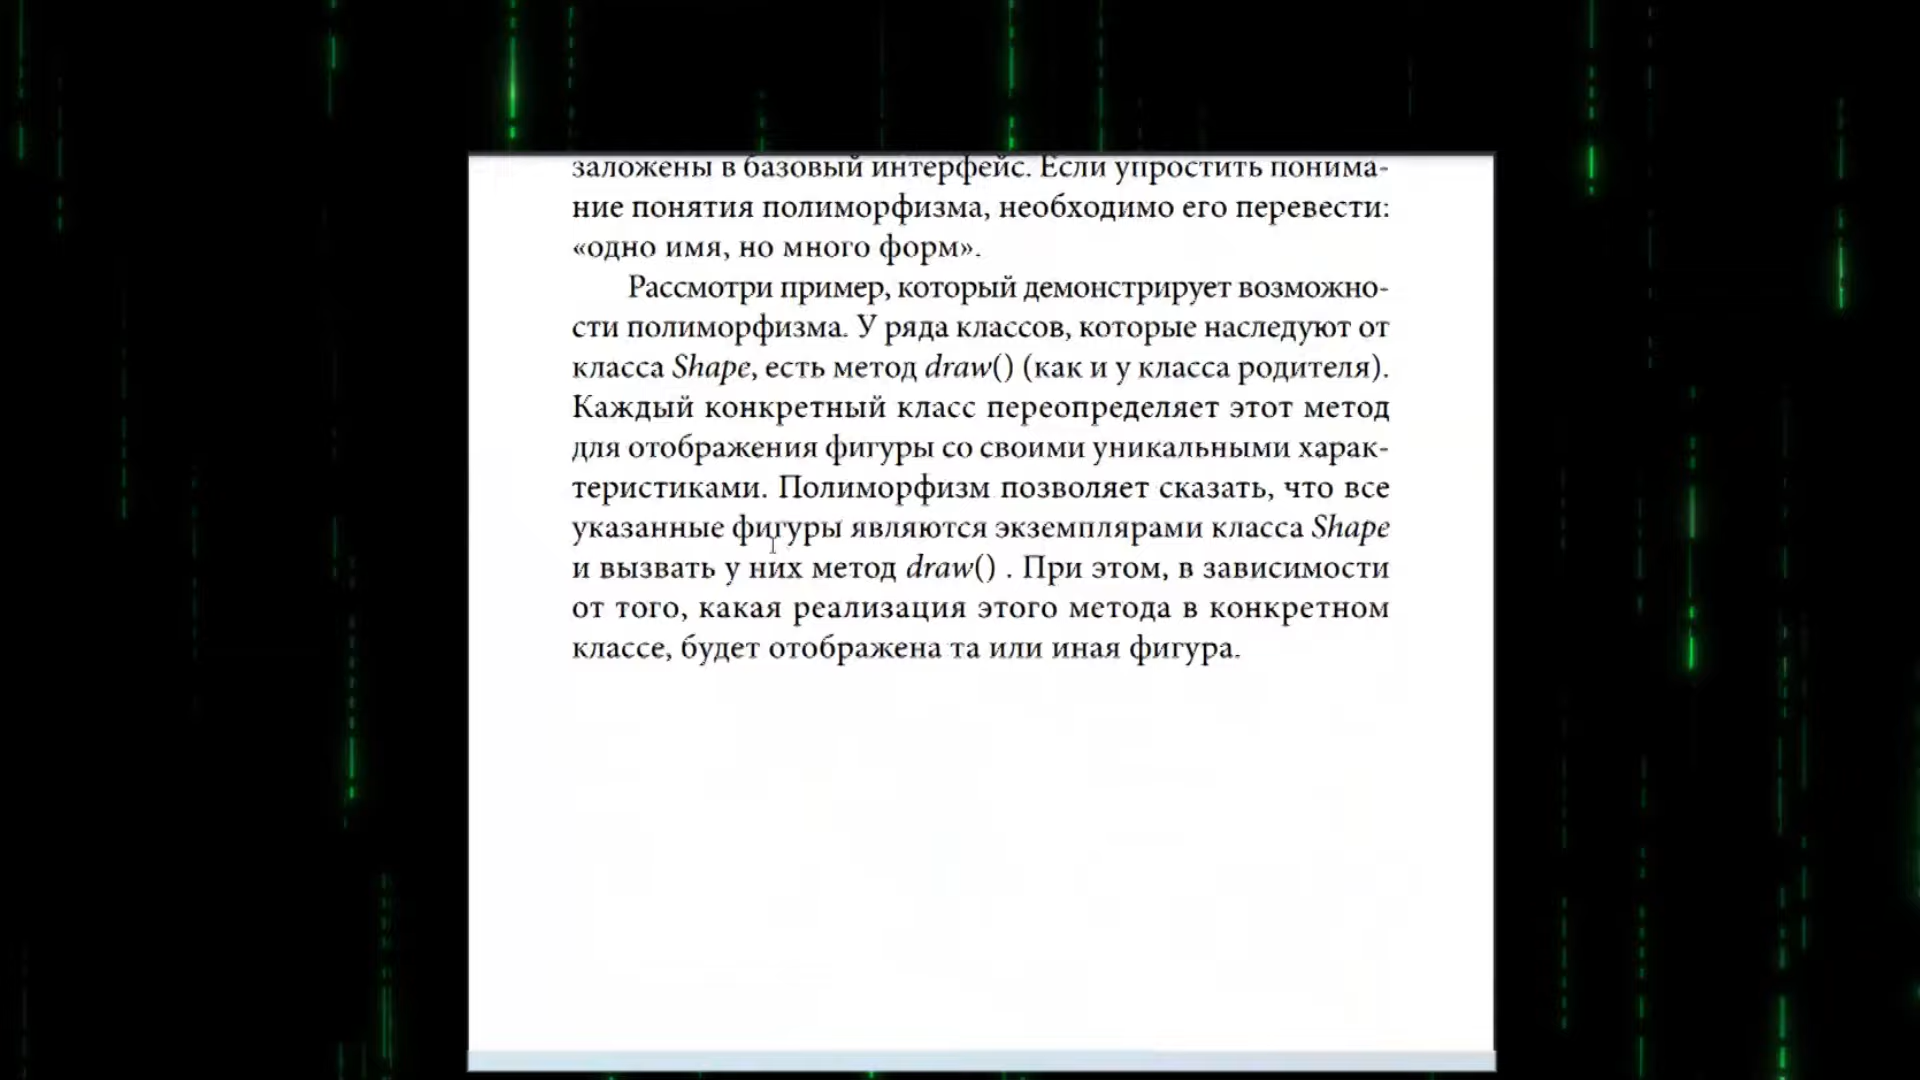 заложены в базовый интерфейс. Если упростить понима-
ние понятия полиморфизма, необходимо его перевести:
«одно имя, но много форм».
Рассмотри пример, который демонстрирует возможно-
сти полиморфизма. У ряда классов, которые наследуют от
класса Shape, есть метод draw() (как и у класса родителя).
Каждый конкретный класс переопределяет этот метод
для отображения фигуры со своими уникальными харак-
теристиками. Полиморфизм позволяет сказать, что все
указанные фигуры являются экземплярами класса Shape
и вызвать у них метод draw() . При этом, в зависимости
от того, какая реализация этого метода в конкретном
классе, будет отображена та или иная фигура.